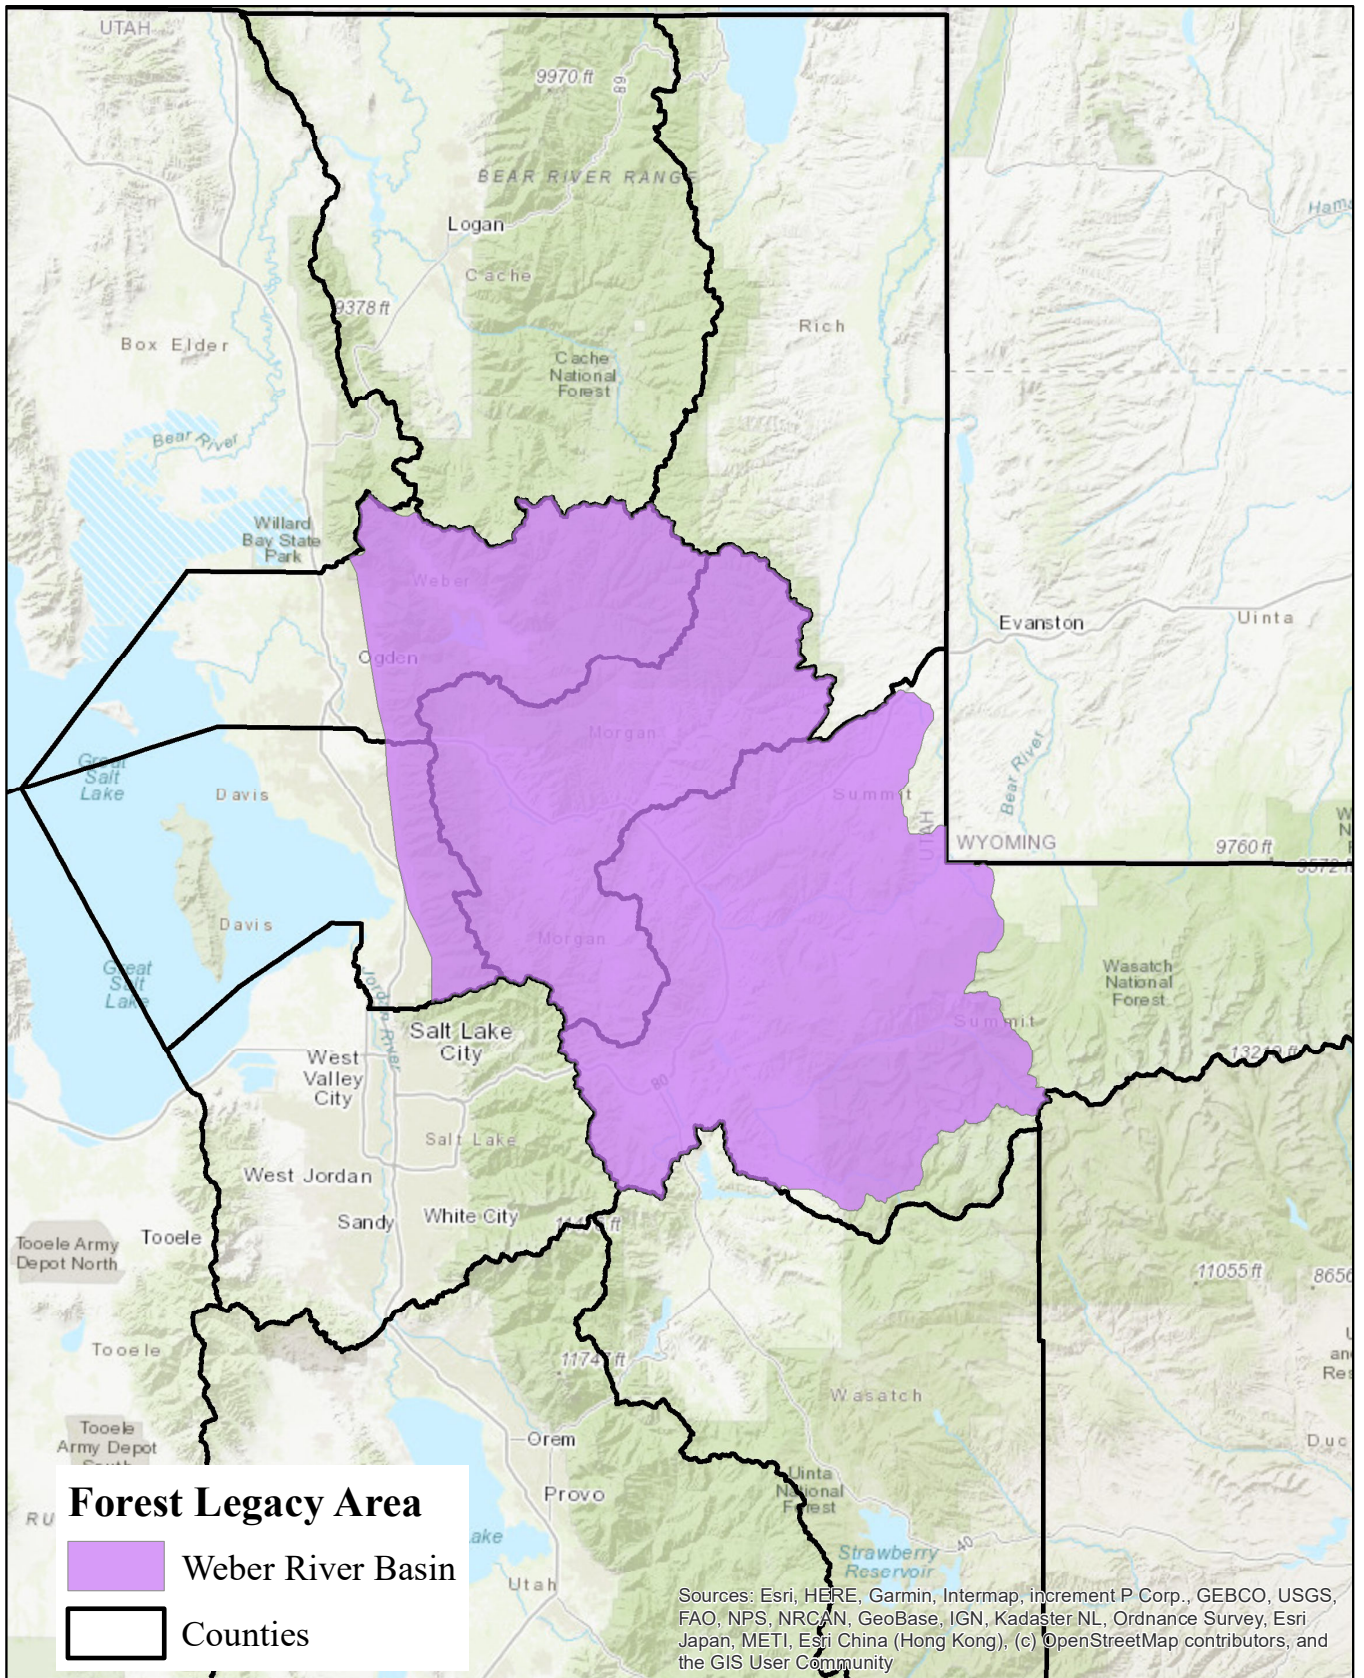 UTAH
9970 ft
89
BEAR RIVER RANGE
Logan
Cache
9378 ft
Rich
Box Elder
Cache
National
Forest
Bear River
Willard
Bay State
Park
Weber
Evanston
Uinta
Ogden
Morgan
Great
Salt
Lake
Davis
Summit
Bear River
UTAH
WYOMING
9760 ft
Davis
Morgan
Great
Salt
Lake
Wasatch
National
Forest
Jordan River
Summit
Salt Lake
City
West
Valley
City
80
Salt Lake
West Jordan
Sandy
White City
Tooele
Tooele Army
Depot North
11055 ft
Tooele
Wasatch
Tooele
Army Depot
Orem
Provo
Uinta
National
Forest
Utah
Strawberry
Reservoir
40
Forest Legacy Area
Weber River Basin
Counties
Sources: Esri, HERE, Garmin, Intermap, increment P Corp., GEBCO, USGS,
FAO, NPS, NRCAN, GeoBase, IGN, Kadaster NL, Ordnance Survey, Esri
Japan, METI, Esri China (Hong Kong), (c) OpenStreetMap contributors, and
the GIS User Community